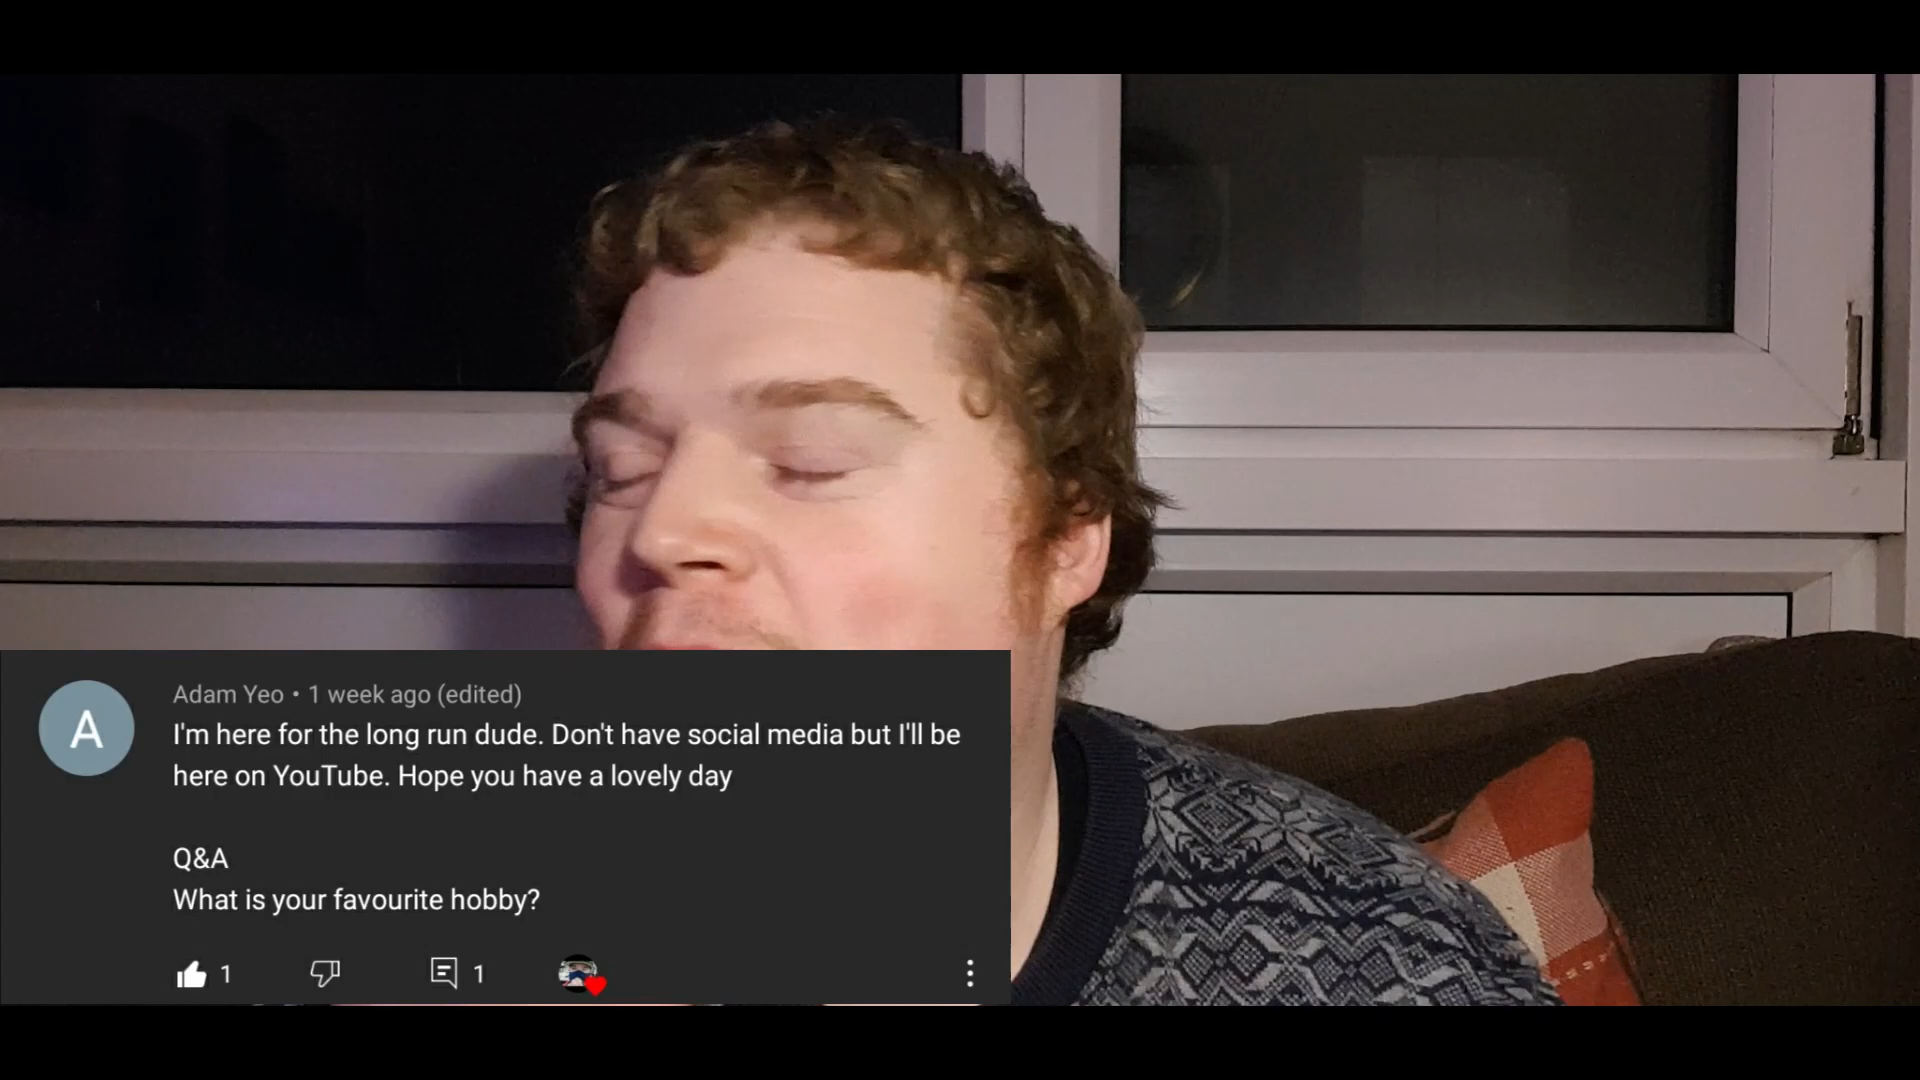 A
Adam Yeo • 1 week ago (edited)
I'm here for the long run dude. Don't have social media but I'll be
here on YouTube. Hope you have a lovely day
Q&A
What is your favourite hobby?
1
1